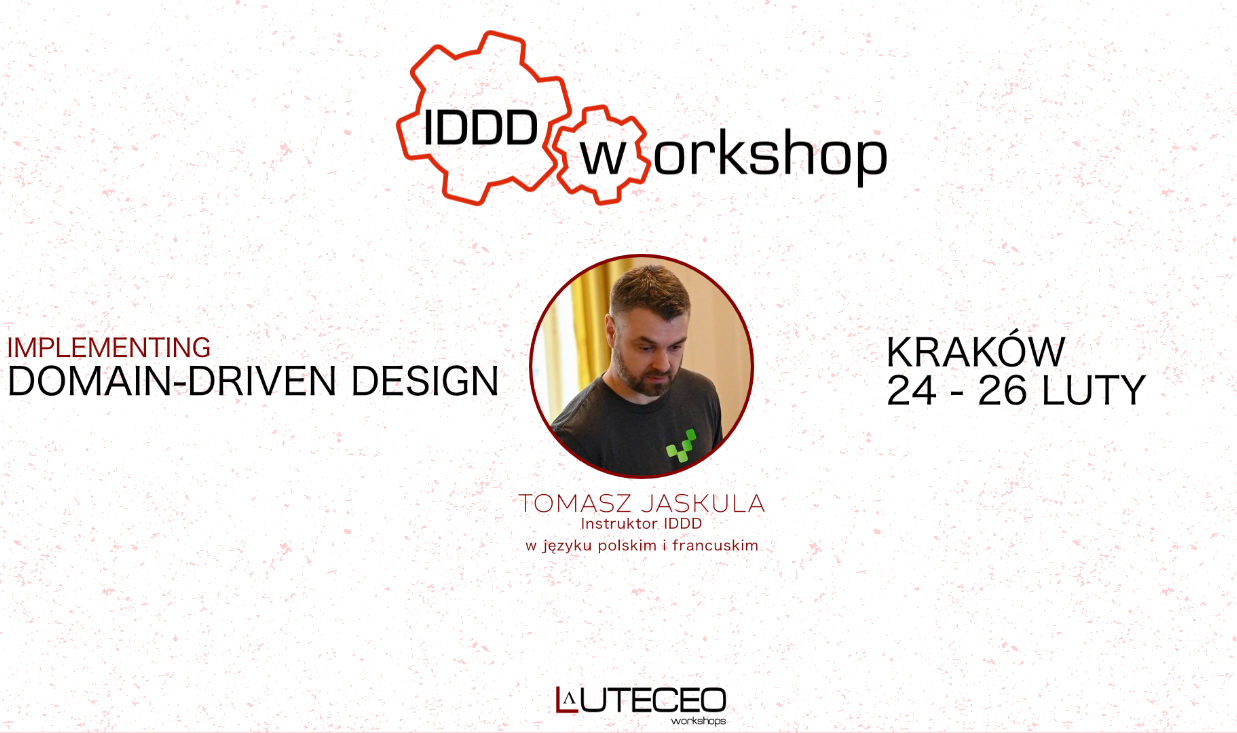 IDDD workshop
IMPLEMENTING
DOMAIN-DRIVEN DESIGN
KRAKÓW
24 - 26 LUTY
TOMASZ JASKULA
Instruktor IDDD
w języku polskim i francuskim
LUTECEO
workshops